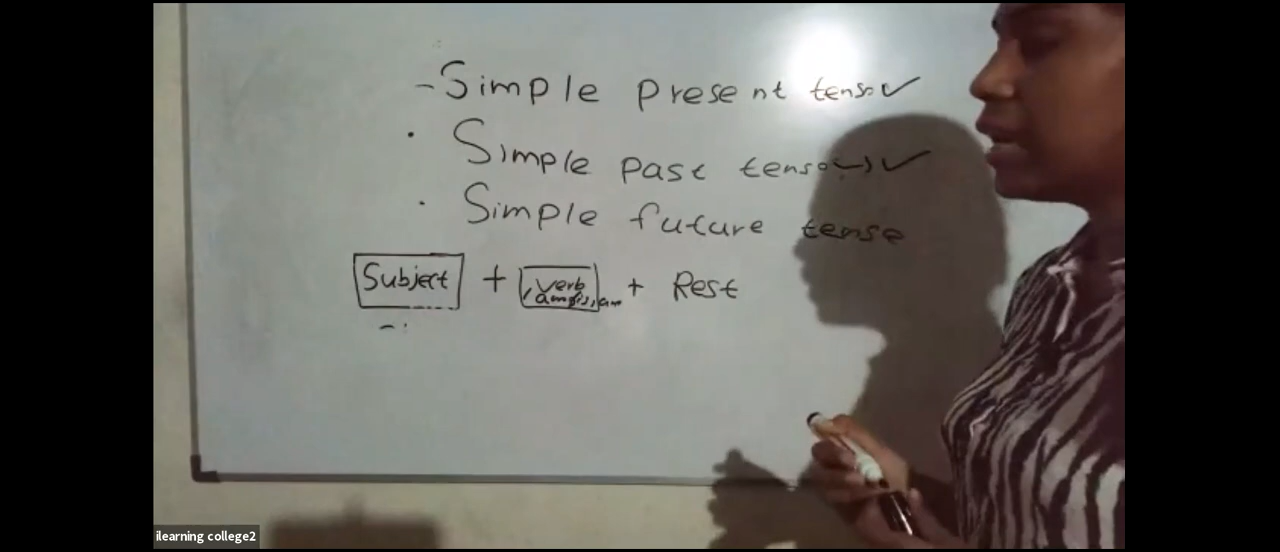 - Simple present tense ✓
• Simple past tense ✓
• Simple future tense
Subject + verb + Rest
ilearning college2